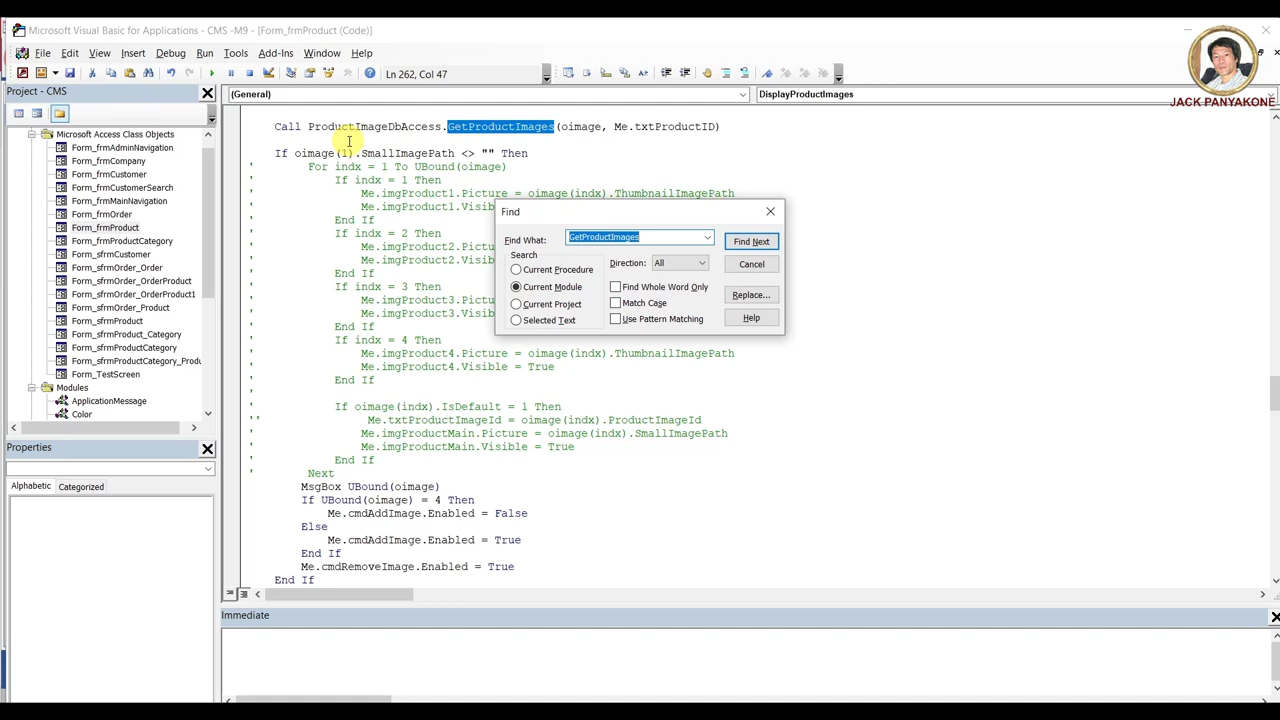 Microsoft Visual Basic for Applications - CMS -M9 - [Form_frmProduct (Code)]
File Edit View Insert Debug Run Tools Add-Ins Window Help
Ln 262, Col 47
JACK PANYAKONE
Project - CMS
(General)
DisplayProductImages
Microsoft Access Class Objects
Form_frmAdminNavigation
Form_frmCompany
Form_frmCustomer
Form_frmCustomerSearch
Form_frmMainNavigation
Form_frmOrder
Form_frmProduct
Form_frmProductCategory
Form_sfrmCustomer
Form_sfrmOrder_Order
Form_sfrmOrder_OrderProduct
Form_sfrmOrder_OrderProduct1
Form_sfrmOrder_Product
Form_sfrmProduct
Form_sfrmProduct_Category
Form_sfrmProductCategory
Form_sfrmProductCategory_Produ
Form_TestScreen
Modules
ApplicationMessage
Color
Properties
Alphabetic Categorized
Call ProductImageDbAccess.GetProductImages(oimage, Me.txtProductID)
If oimage(1).SmallImagePath <> "" Then
' For indx = 1 To UBound(oimage)
' If indx = 1 Then
' Me.imgProduct1.Picture = oimage(indx).ThumbnailImagePath
' Me.imgProduct1.Visib
' End If
' If indx = 2 Then
' Me.imgProduct2.Pictu
' Me.imgProduct2.Visib
' End If
' If indx = 3 Then
' Me.imgProduct3.Pictu
' Me.imgProduct3.Visib
' End If
' If indx = 4 Then
' Me.imgProduct4.Picture = oimage(indx).ThumbnailImagePath
' Me.imgProduct4.Visible = True
' End If
'
' If oimage(indx).IsDefault = 1 Then
'' Me.txtProductImageId = oimage(indx).ProductImageId
' Me.imgProductMain.Picture = oimage(indx).SmallImagePath
' Me.imgProductMain.Visible = True
' End If
' Next
MsgBox UBound(oimage)
If UBound(oimage) = 4 Then
Me.cmdAddImage.Enabled = False
Else
Me.cmdAddImage.Enabled = True
End If
Me.cmdRemoveImage.Enabled = True
End If
Find
Find What: GetProductImages Find Next
Search
Direction: All Cancel
Current Procedure
Current Module
Current Project
Selected Text
Find Whole Word Only
Match Case
Use Pattern Matching
Replace...
Help
Immediate